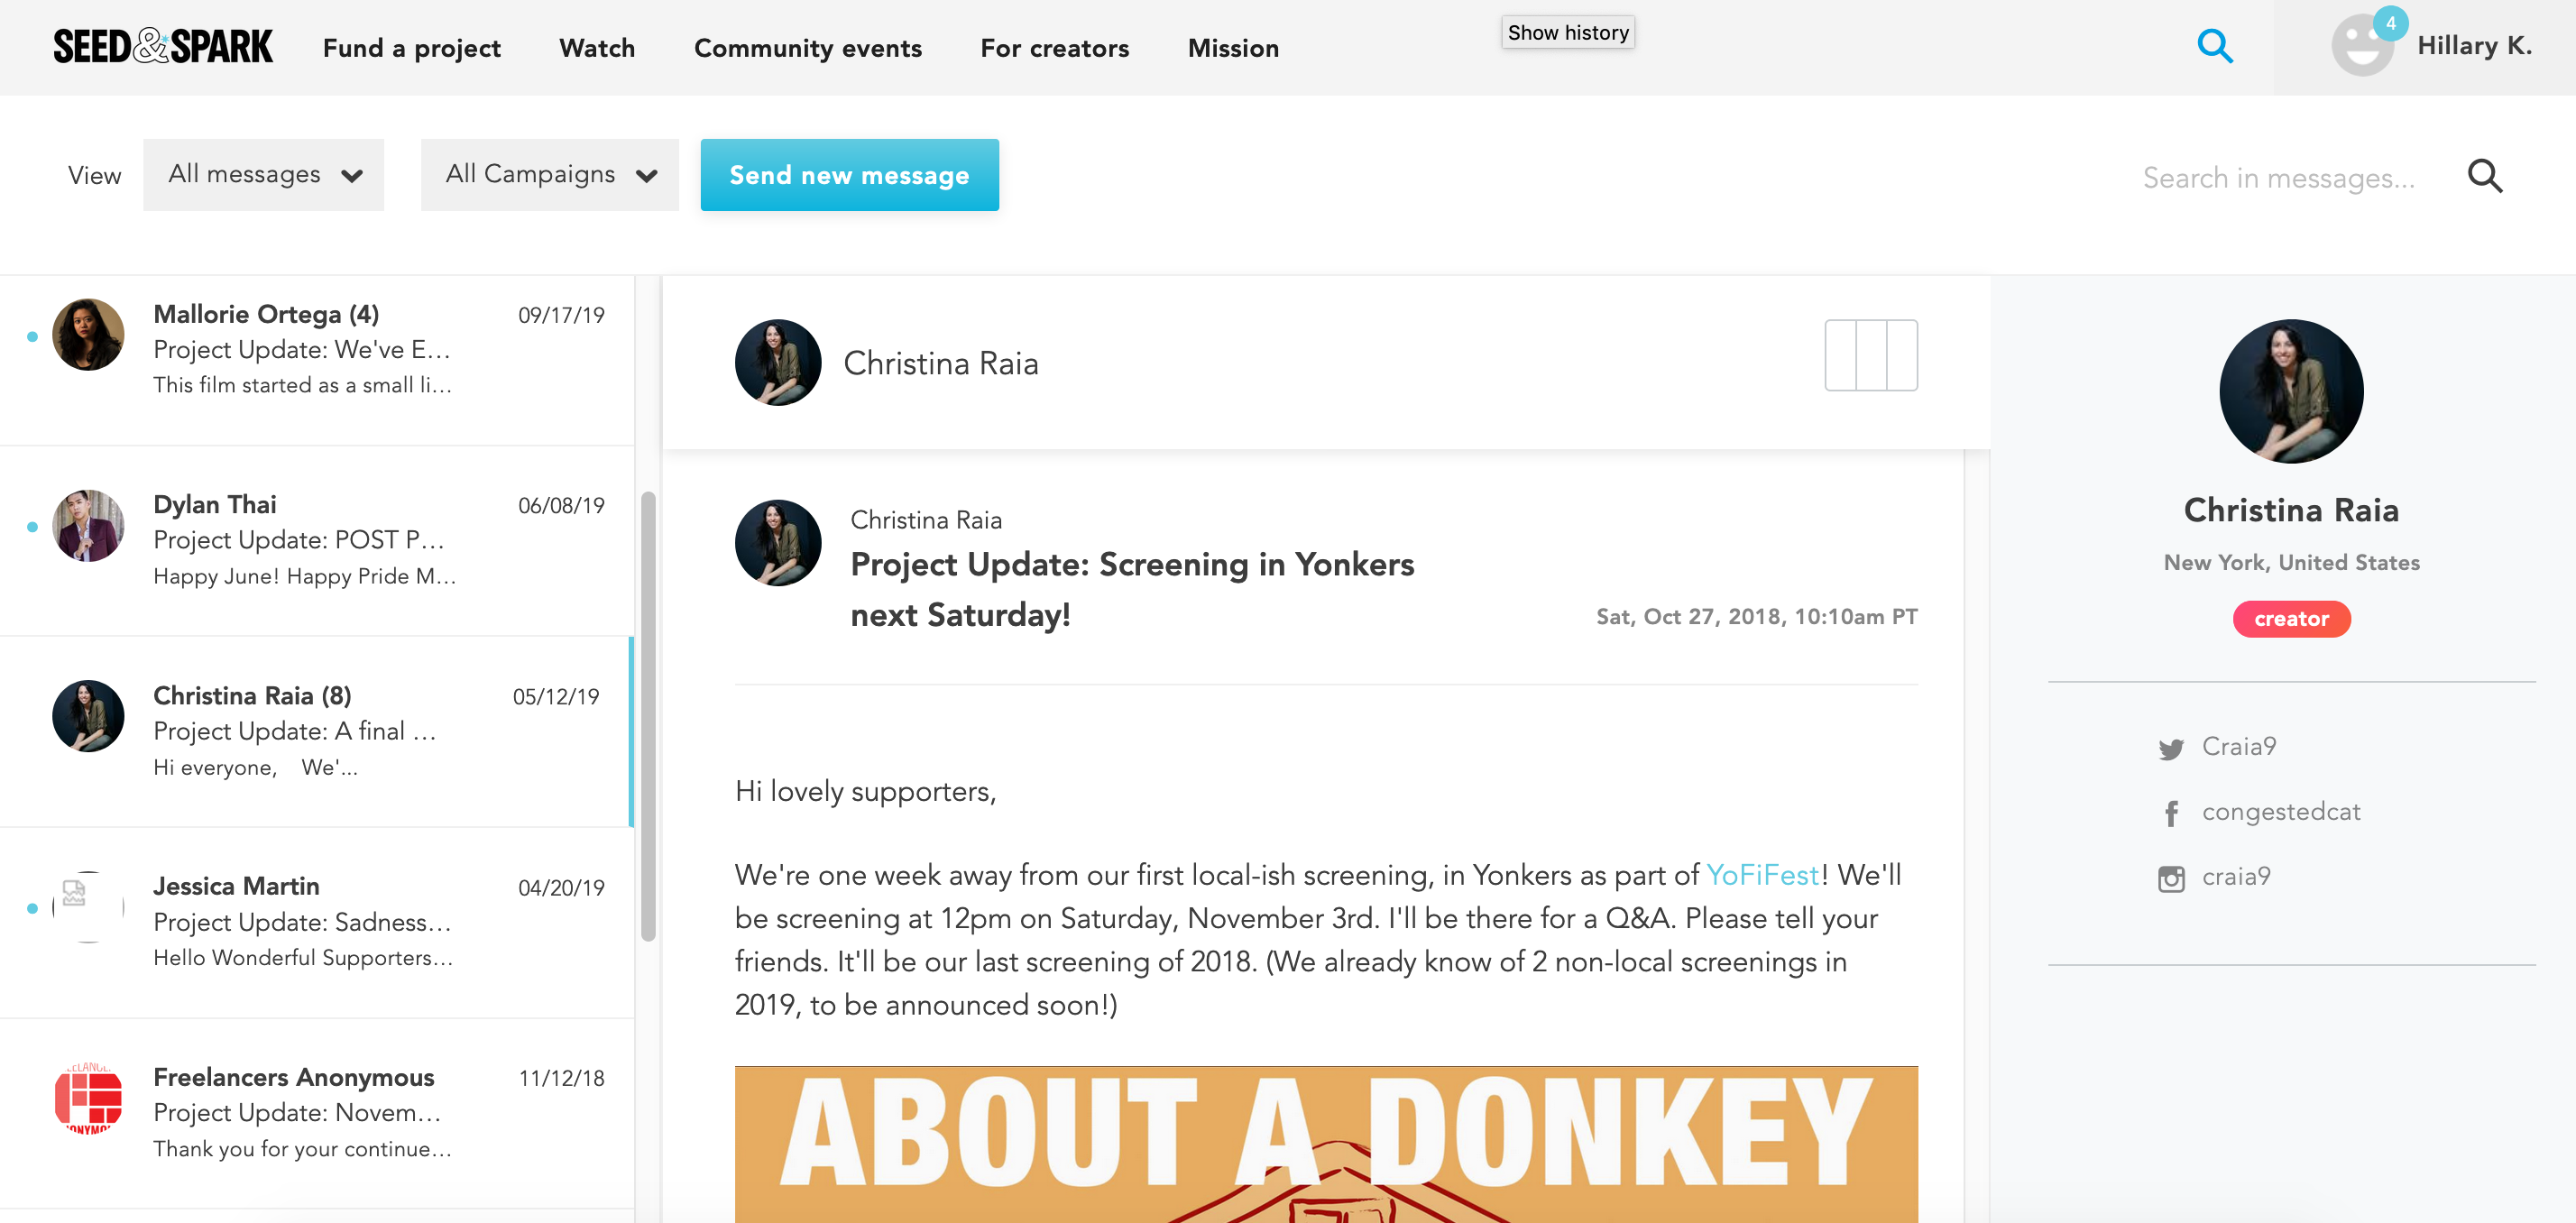 SEED&SPARK
Fund a project
Watch
Community events
For creators
Mission
Show history
4
Hillary K.
View
All messages
All Campaigns
Send new message
Search in messages...
Mallorie Ortega (4)
09/17/19
Project Update: We've E...
This film started as a small li...
Dylan Thai
06/08/19
Project Update: POST P...
Happy June! Happy Pride M...
Christina Raia (8)
05/12/19
Project Update: A final ...
Hi everyone, We'...
Jessica Martin
04/20/19
Project Update: Sadness...
Hello Wonderful Supporters...
Freelancers Anonymous
11/12/18
Project Update: Novem...
Thank you for your continue...
Christina Raia
Christina Raia
Project Update: Screening in Yonkers
next Saturday!
Sat, Oct 27, 2018, 10:10am PT
Hi lovely supporters,
We're one week away from our first local-ish screening, in Yonkers as part of YoFiFest! We'll
be screening at 12pm on Saturday, November 3rd. I'll be there for a Q&A. Please tell your
friends. It'll be our last screening of 2018. (We already know of 2 non-local screenings in
2019, to be announced soon!)
ABOUT A DONKEY
Christina Raia
New York, United States
creator
Craia9
congestedcat
craia9